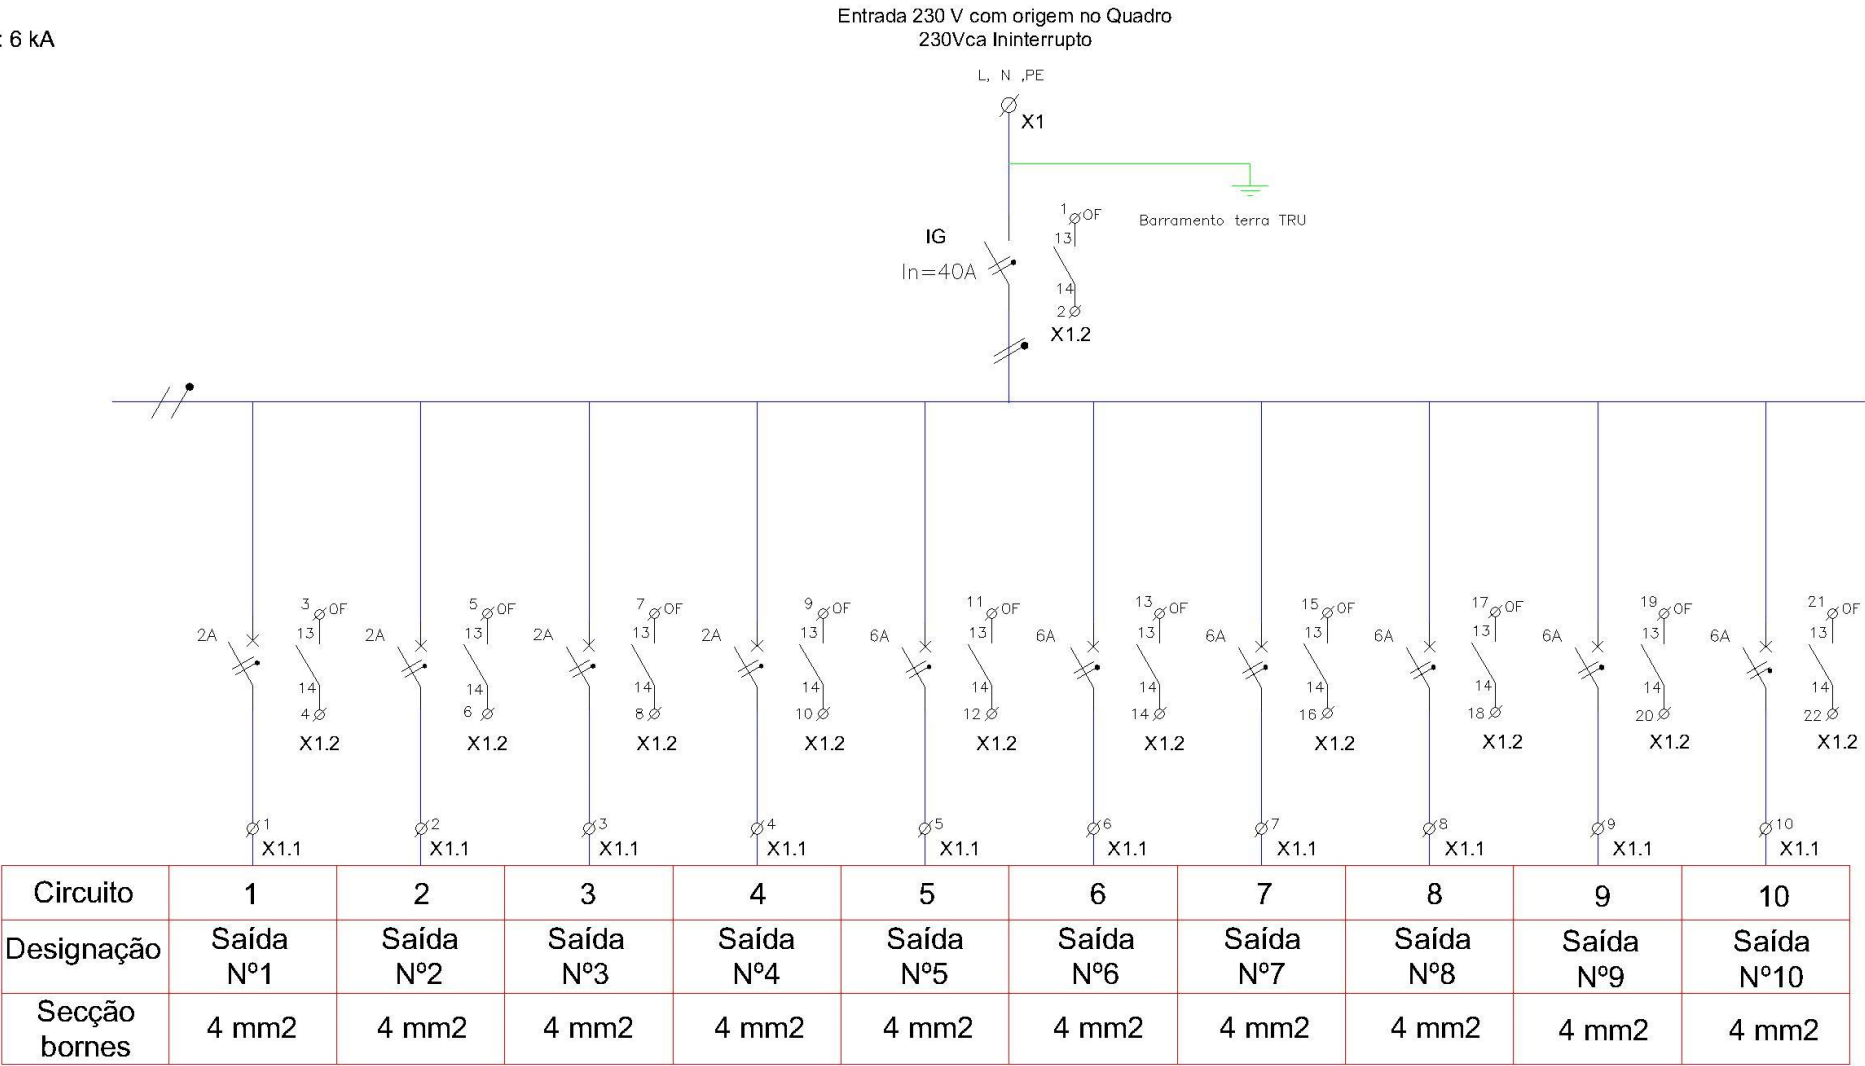 : 6 kA
Entrada 230 V com origem no Quadro
230Vca Ininterrupto
L, N ,PE
X1
1 OF
13
IG
In=40A
14
2
X1.2
Barramento terra TRU
3 OF 5 OF 7 OF 9 OF 11 OF 13 OF 15 OF 17 OF 19 OF 21 OF
2A 13 2A 13 2A 13 2A 13 6A 13 6A 13 6A 13 6A 13 6A 13 6A 13
14 14 14 14 14 14 14 14 14 14
4 6 8 10 12 14 16 18 20 22
X1.2 X1.2 X1.2 X1.2 X1.2 X1.2 X1.2 X1.2 X1.2 X1.2
1 2 3 4 5 6 7 8 9 10
X1.1 X1.1 X1.1 X1.1 X1.1 X1.1 X1.1 X1.1 X1.1 X1.1
Circuito 1 2 3 4 5 6 7 8 9 10
Designação Saída Saída Saída Saída Saída Saída Saída Saída Saída Saída
Nº1 Nº2 Nº3 Nº4 Nº5 Nº6 Nº7 Nº8 Nº9 Nº10
Secção
bornes 4 mm2 4 mm2 4 mm2 4 mm2 4 mm2 4 mm2 4 mm2 4 mm2 4 mm2 4 mm2